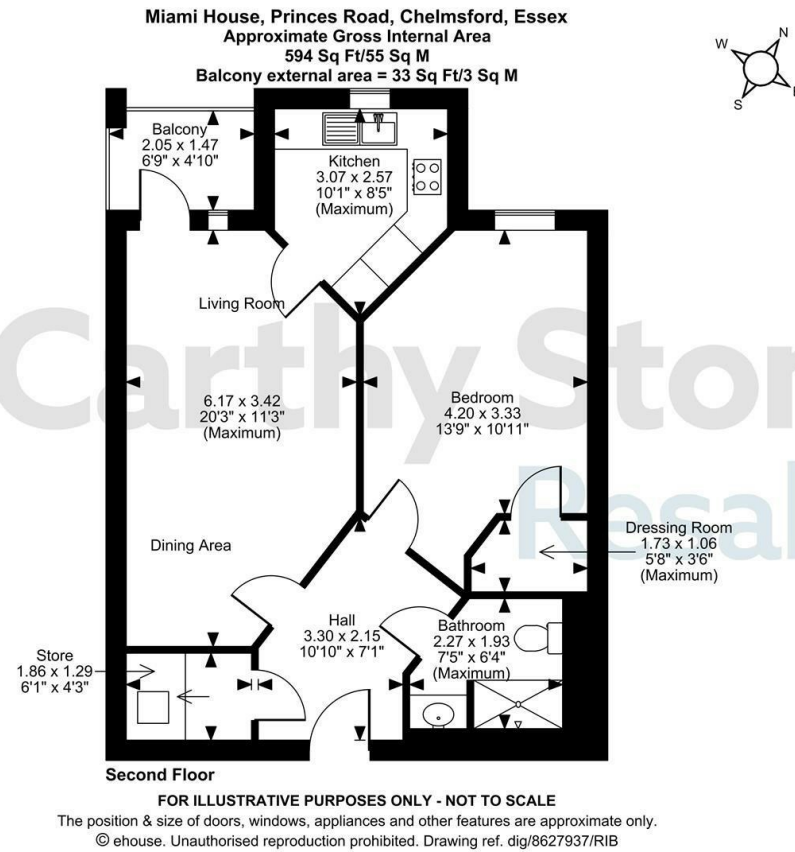 Miami House, Princes Road, Chelmsford, Essex
Approximate Gross Internal Area
594 Sq Ft/55 Sq M
Balcony external area = 33 Sq Ft/3 Sq M
N
W
E
S
Balcony
2.05 x 1.47
6'9" x 4'10"
Kitchen
3.07 x 2.57
10'1" x 8'5"
(Maximum)
Living Room
6.17 x 3.42
20'3" x 11'3"
(Maximum)
Bedroom
4.20 x 3.33
13'9" x 10'11"
Carthy Ston
Resal
Dressing Room
1.73 x 1.06
5'8" x 3'6"
(Maximum)
Dining Area
Hall
3.30 x 2.15
10'10" x 7'1"
Bathroom
2.27 x 1.93
7'5" x 6'4"
(Maximum)
Store
1.86 x 1.29
6'1" x 4'3"
Second Floor
FOR ILLUSTRATIVE PURPOSES ONLY - NOT TO SCALE
The position & size of doors, windows, appliances and other features are approximate only.
© ehouse. Unauthorised reproduction prohibited. Drawing ref. dig/8627937/RIB